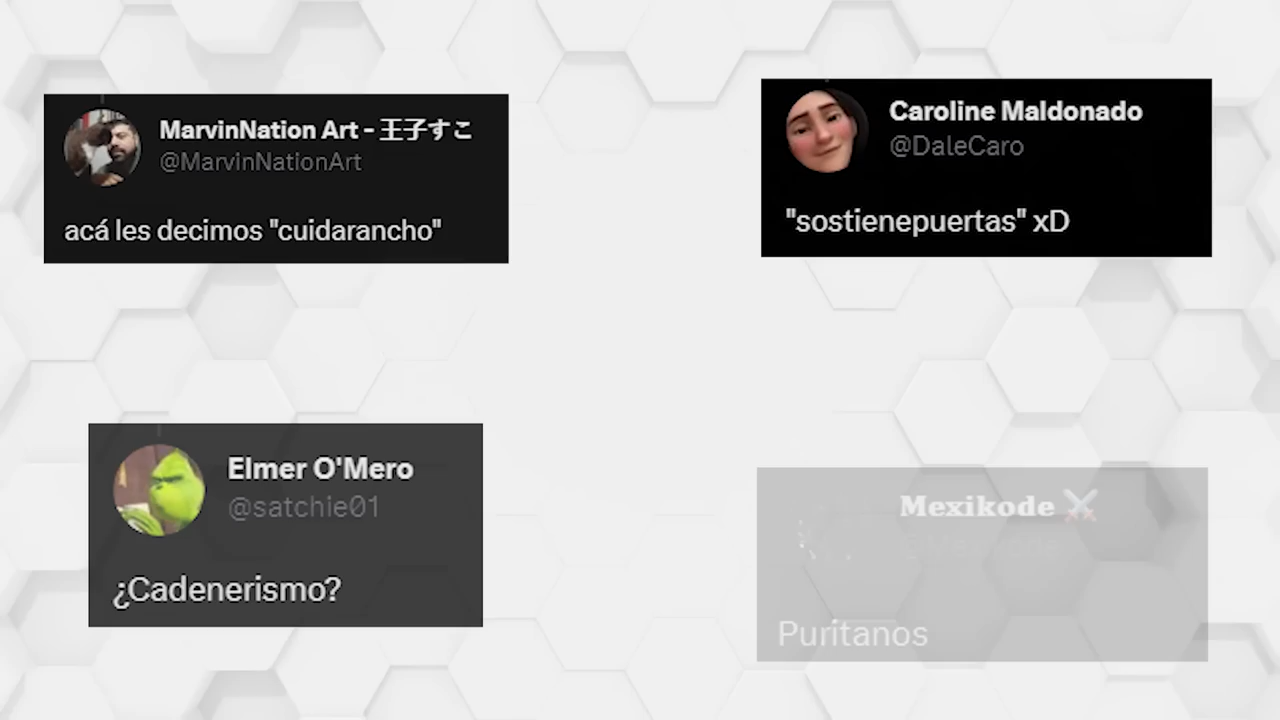 MarvinNation Art - 王子すこ
@MarvinNationArt
acá les decimos "cuidarancho"
Caroline Maldonado
@DaleCaro
"sostienepuertas" xD
Elmer O'Mero
@satchie01
¿Cadenerismo?
Mexikode ⚔
Puritanos